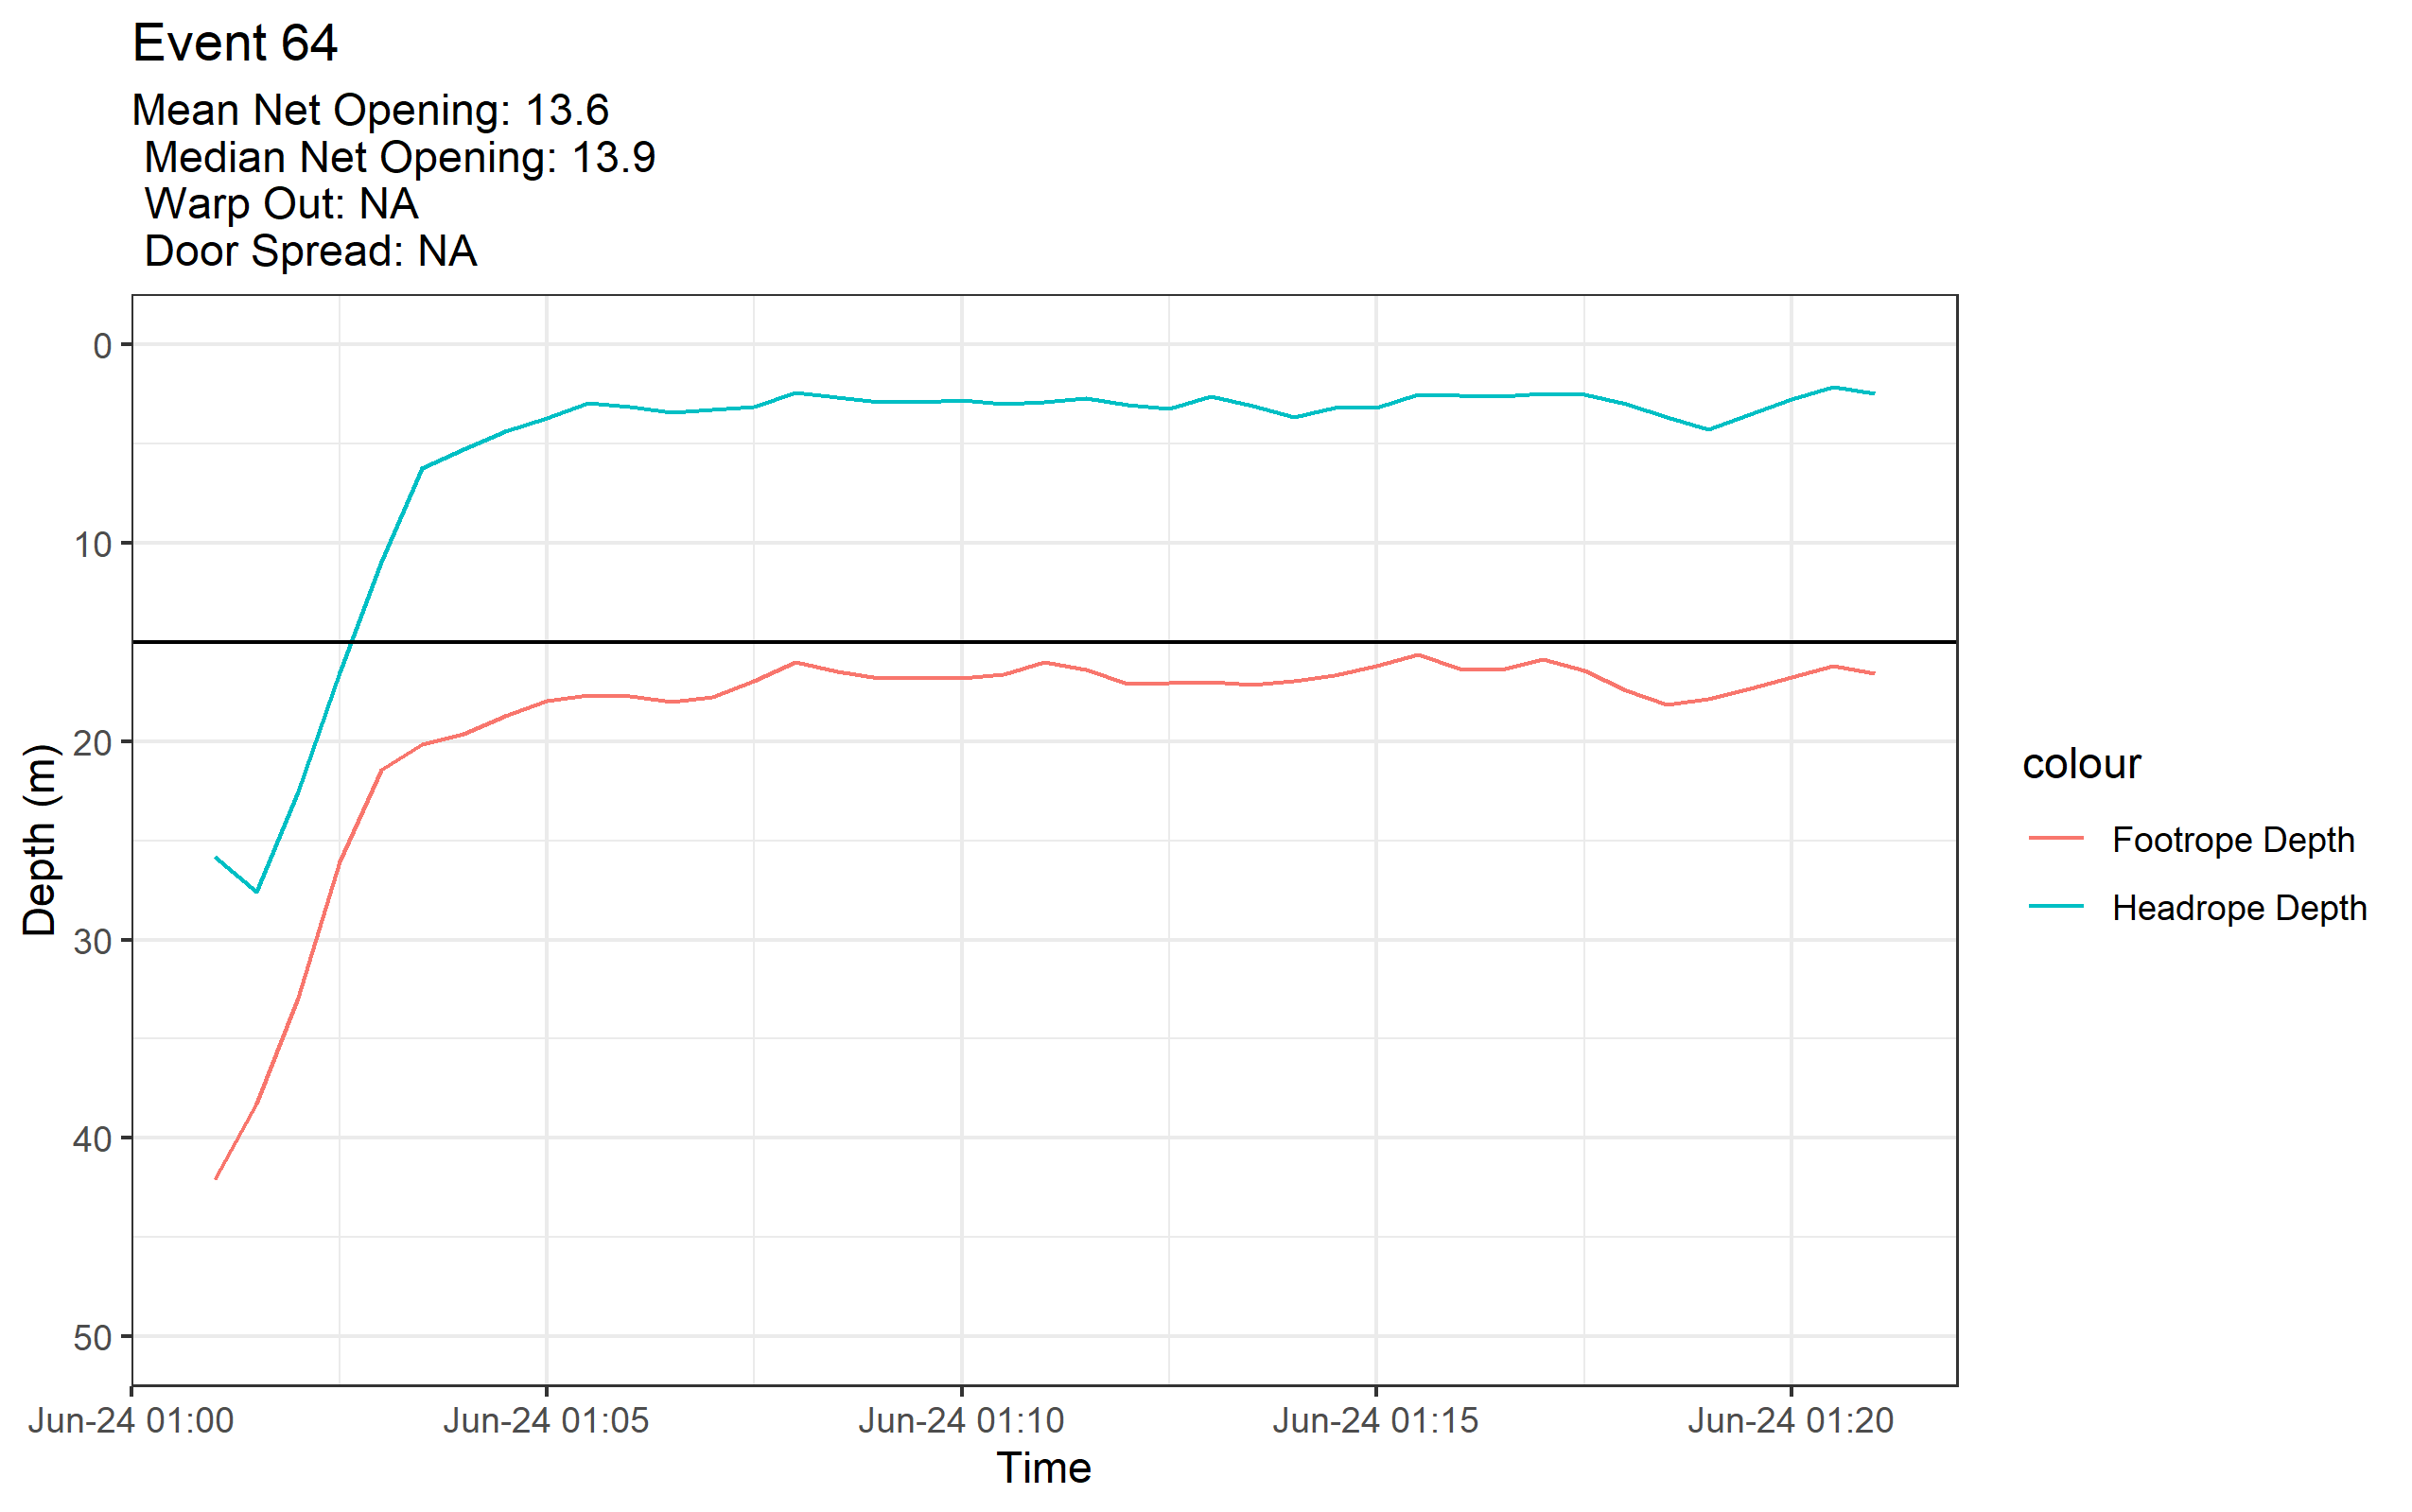 Event 64
Mean Net Opening: 13.6
Median Net Opening: 13.9
Warp Out: NA
Door Spread: NA
0
10
20
30
40
50
Depth (m)
Jun-24 01:00
Jun-24 01:05
Jun-24 01:10
Jun-24 01:15
Jun-24 01:20
Time
colour
Footrope Depth
Headrope Depth